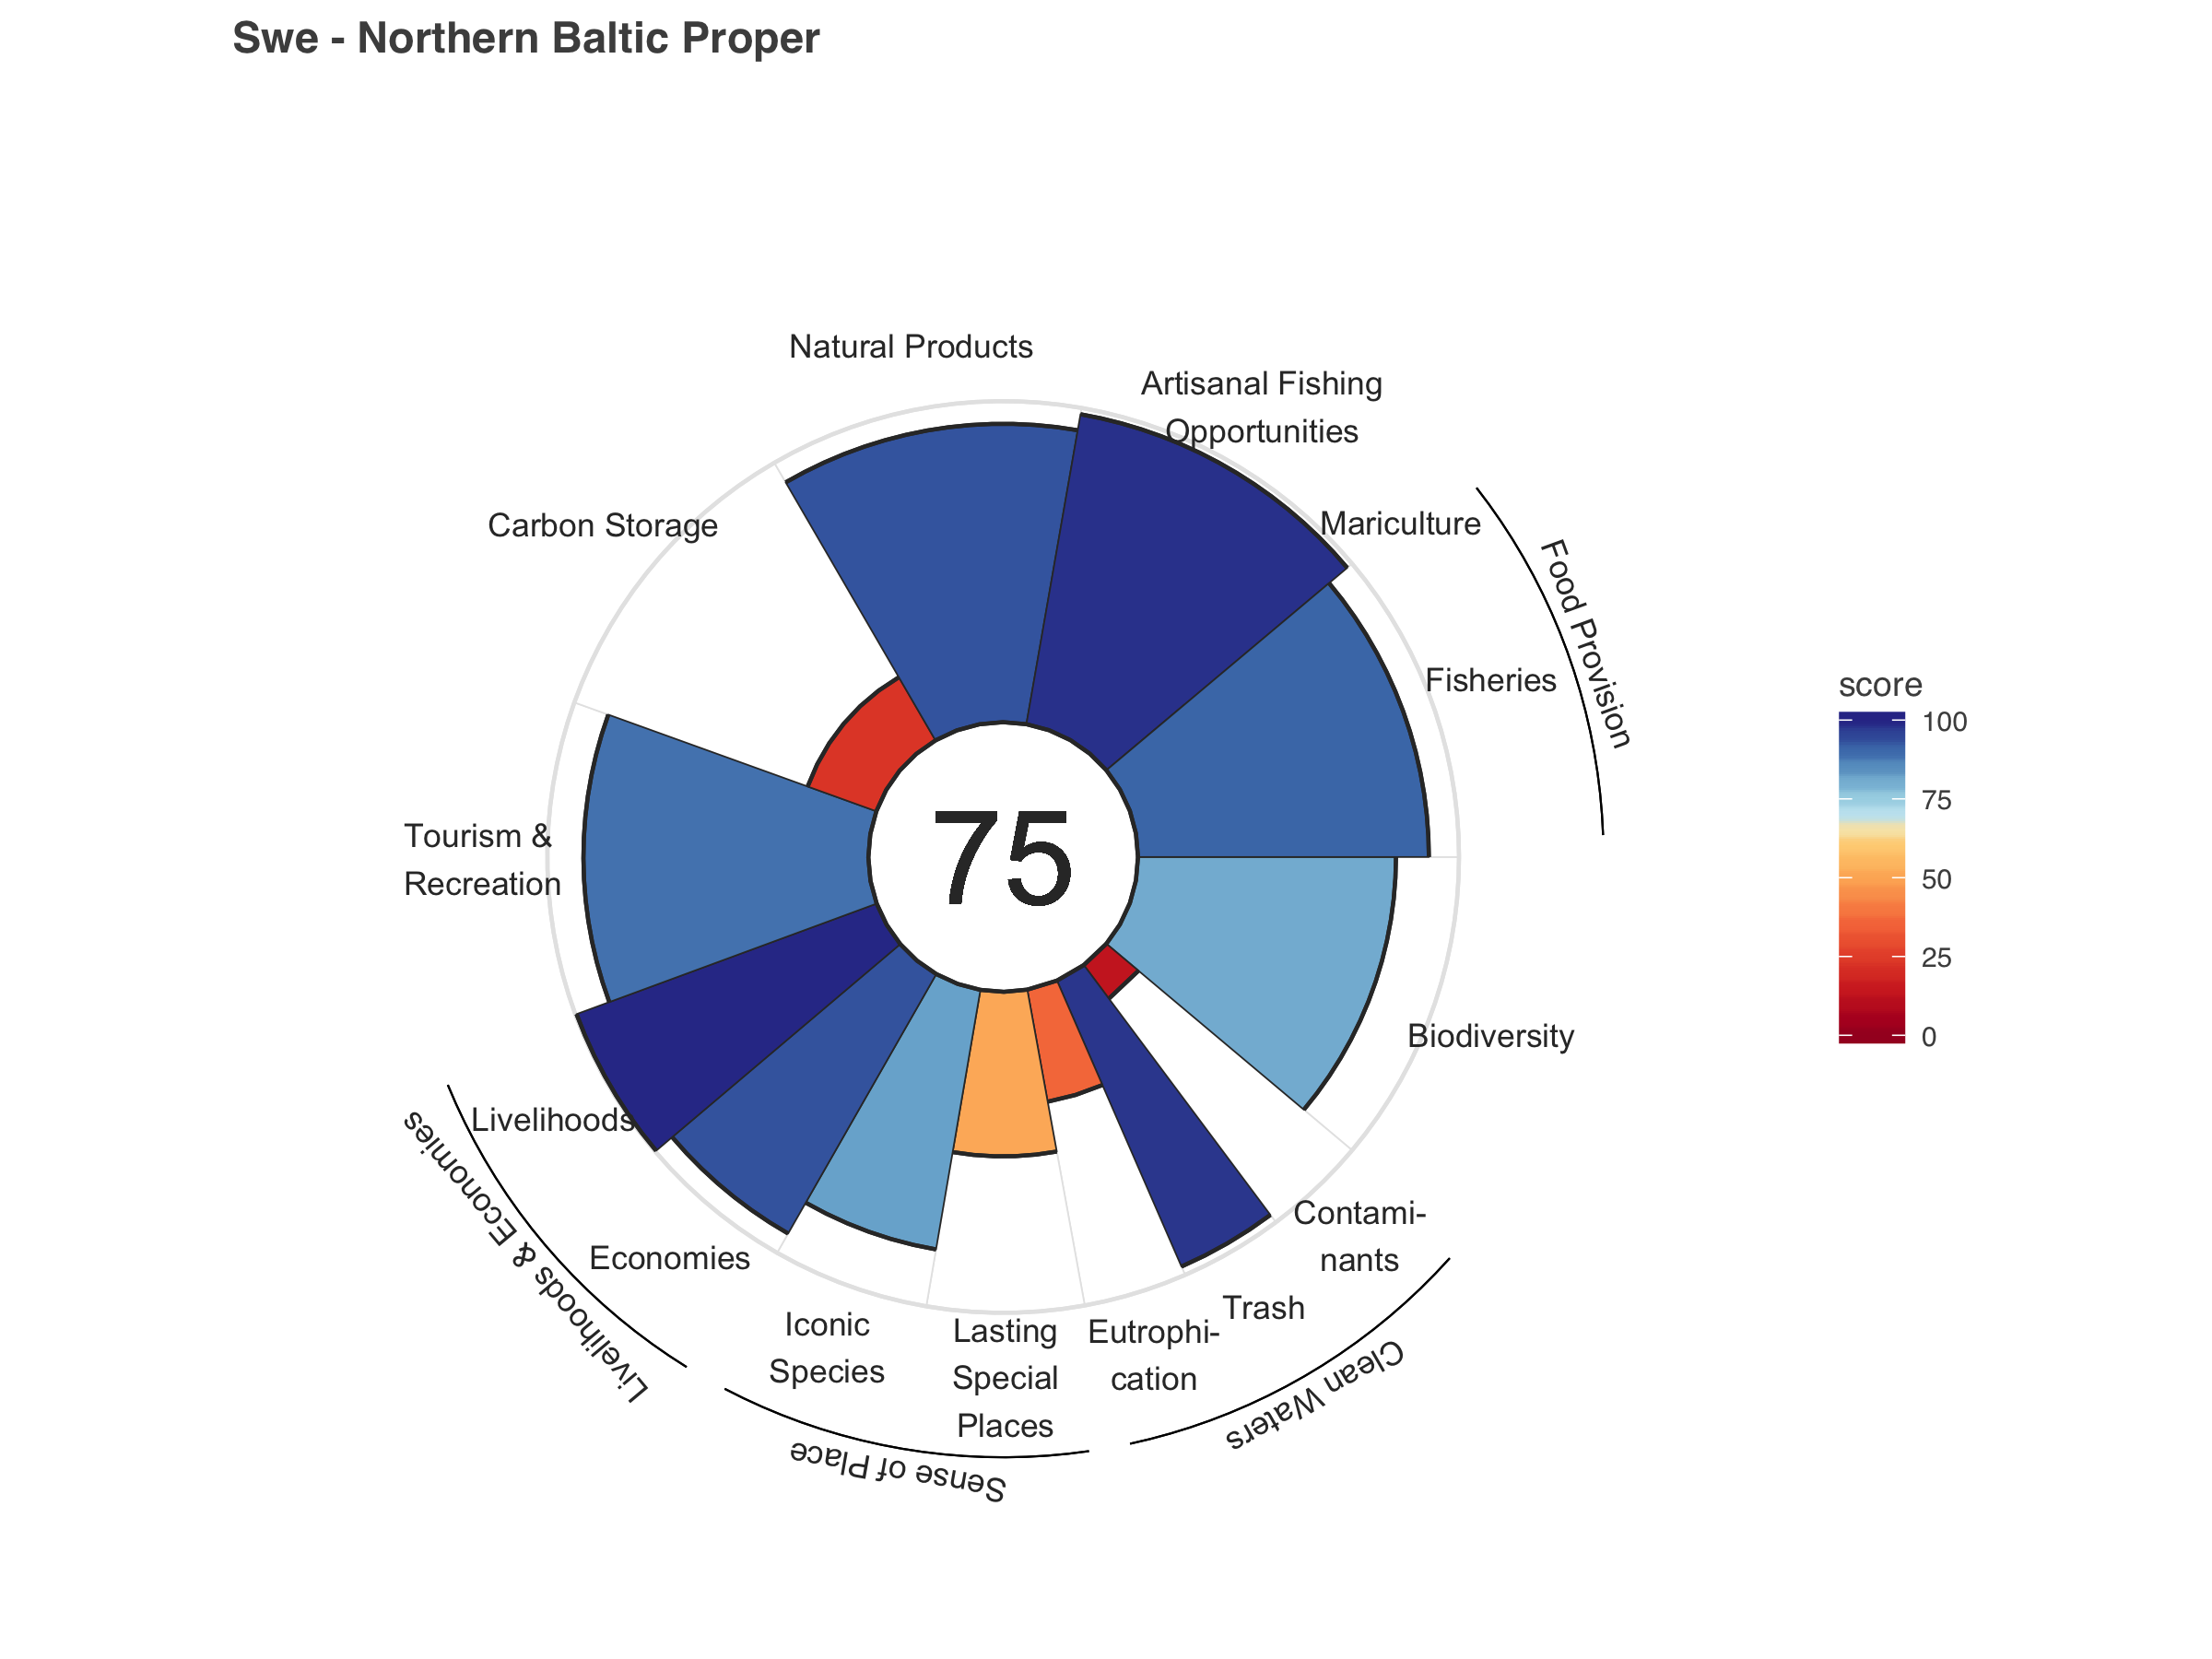 Swe - Northern Baltic Proper
Natural Products
Artisanal Fishing
Opportunities
Carbon Storage
Mariculture
Food Provision
Fisheries
score
100
75
50
25
0
75
Tourism &
Recreation
Biodiversity
Livelihoods
Livelihoods & Economies
Economies
Contami-
nants
Trash
Iconic
Species
Lasting
Special
Places
Eutrophi-
cation
Clean Waters
Sense of Place